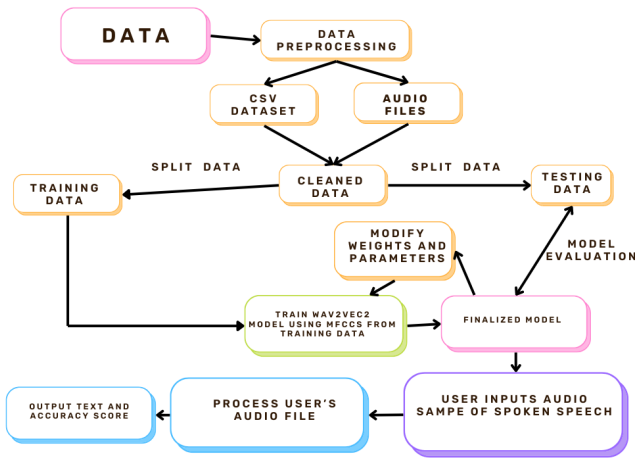 DATA
DATA
PREPROCESSING
CSV
DATASET
AUDIO
FILES
SPLIT DATA
SPLIT DATA
TRAINING
DATA
CLEANED
DATA
TESTING
DATA
MODIFY
WEIGHTS AND
PARAMETERS
MODEL
EVALUATION
TRAIN WAV2VEC2
MODEL USING MFCCS FROM
TRAINING DATA
FINALIZED MODEL
USER INPUTS AUDIO
SAMPE OF SPOKEN SPEECH
PROCESS USER'S
AUDIO FILE
OUTPUT TEXT AND
ACCURACY SCORE